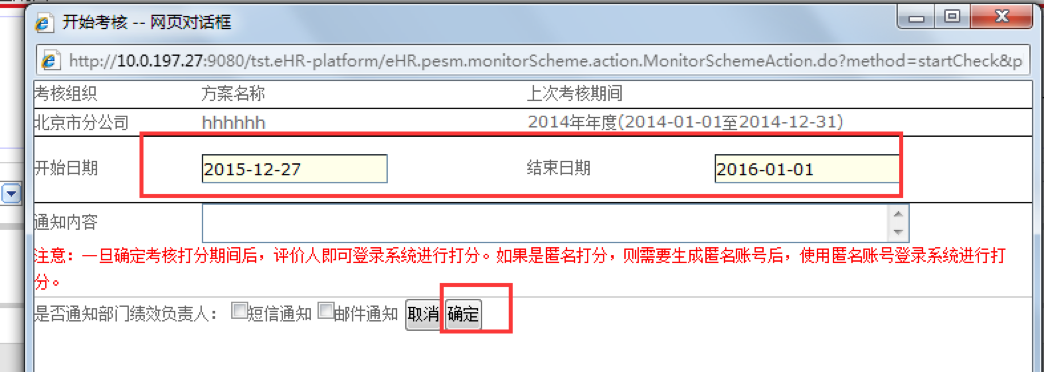 开始考核 -- 网页对话框
http://10.0.197.27:9080/tst.eHR-platform/eHR.pesm.monitorScheme.action.MonitorSchemeAction.do?method=startCheck&p
考核组织 方案名称 上次考核期间
北京市分公司 hhhhhh 2014年年度(2014-01-01至2014-12-31)
开始日期 2015-12-27 结束日期 2016-01-01
通知内容
注意：一旦确定考核打分期间后，评价人即可登录系统进行打分。如果是匿名打分，则需要生成匿名账号后，使用匿名账号登录系统进行打
分。
是否通知部门绩效负责人： 短信通知 邮件通知 取消 确定